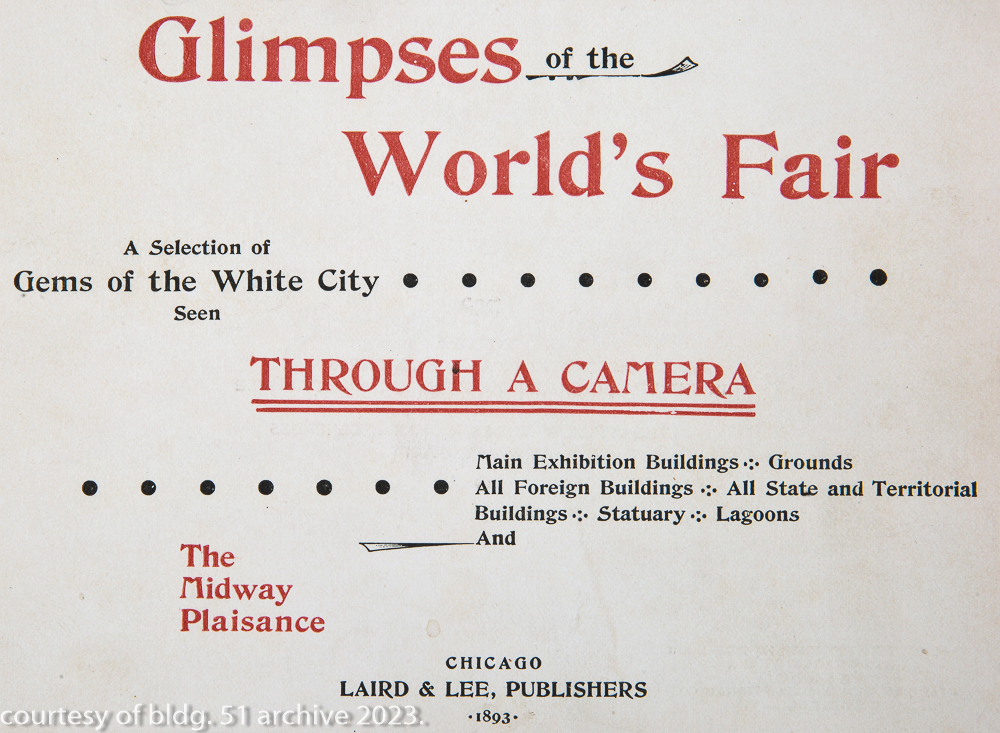 Glimpses of the
World's Fair
A Selection of
Gems of the White City
Seen
THROUGH A CAMERA
Main Exhibition Buildings · Grounds
All Foreign Buildings · All State and Territorial
Buildings · Statuary · Lagoons
And
The
Midway
Plaisance
CHICAGO
LAIRD & LEE, PUBLISHERS
·1893·
courtesy of bldg. 51 archive 2023.